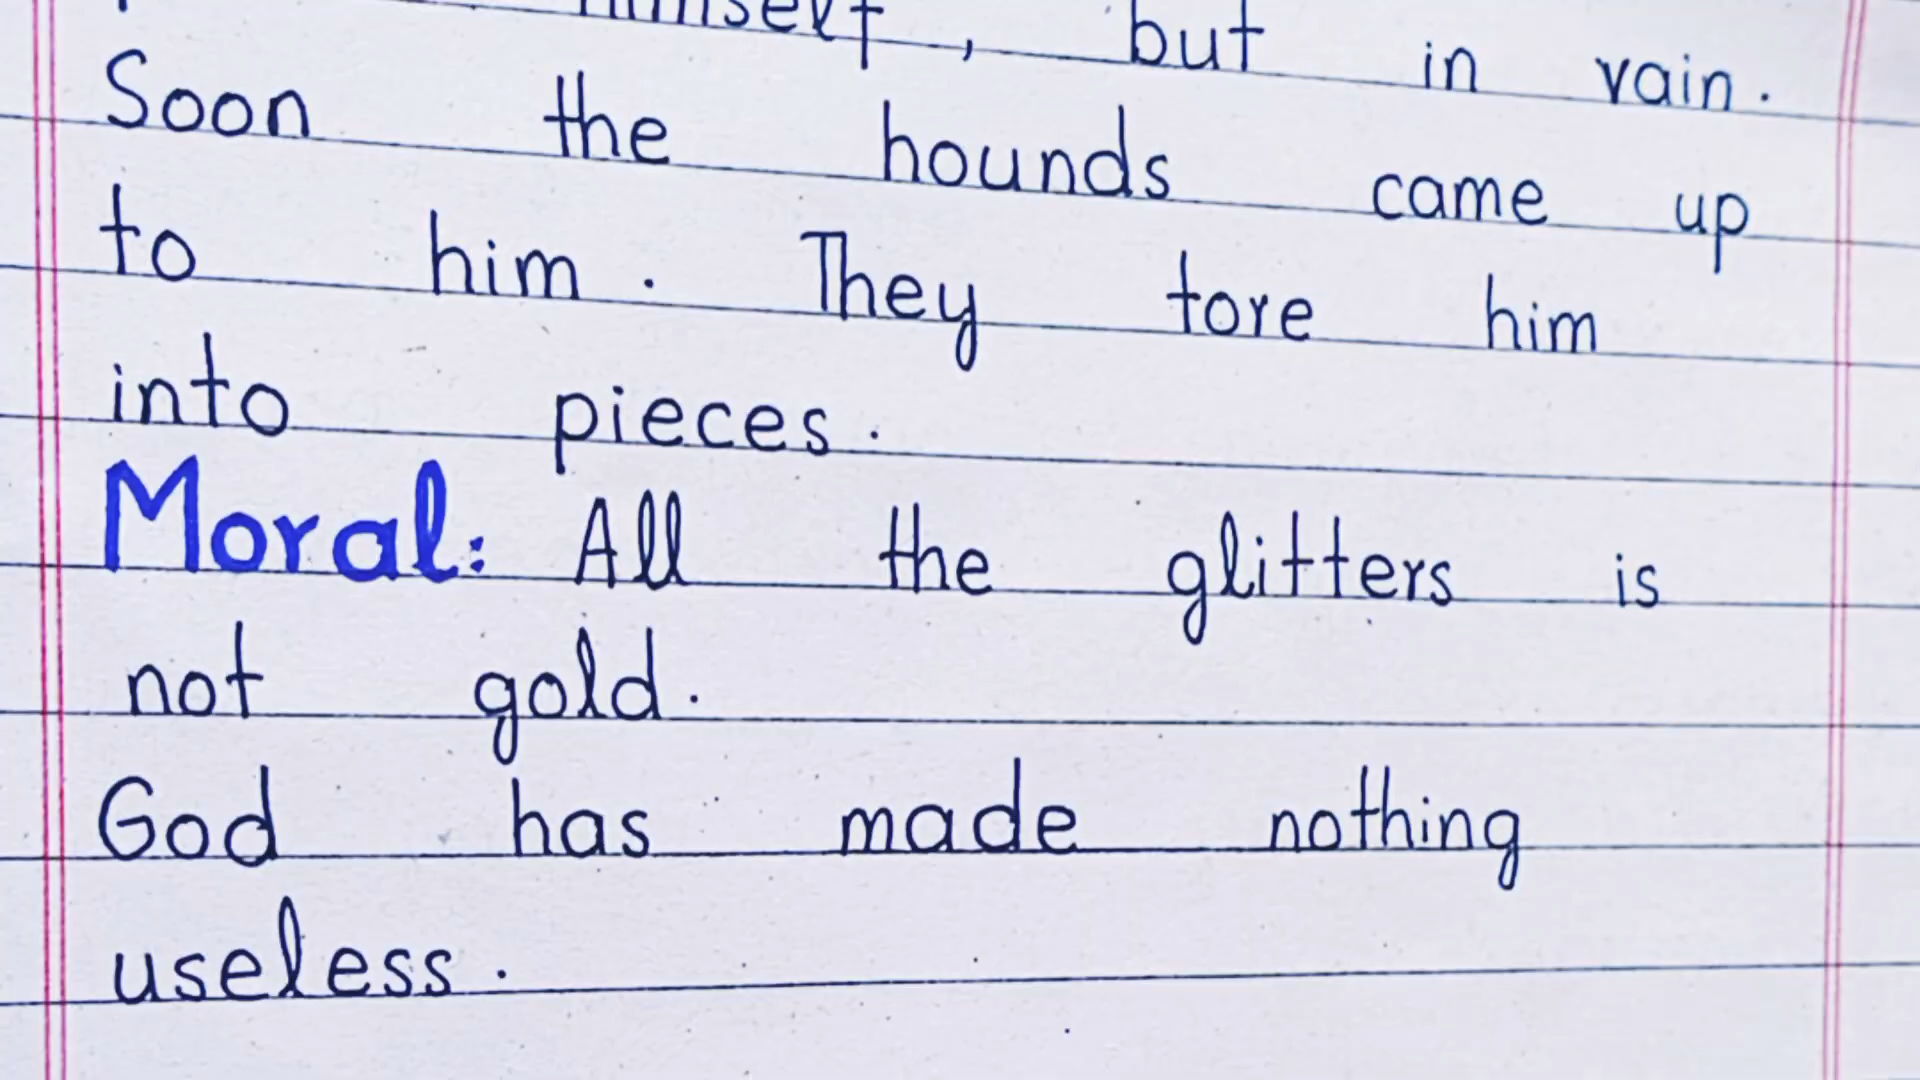 himself, but in vain.
Soon the hounds came up
to him. They tore him
into pieces.
Moral: All the glitters is
not gold.
God has made nothing
useless.